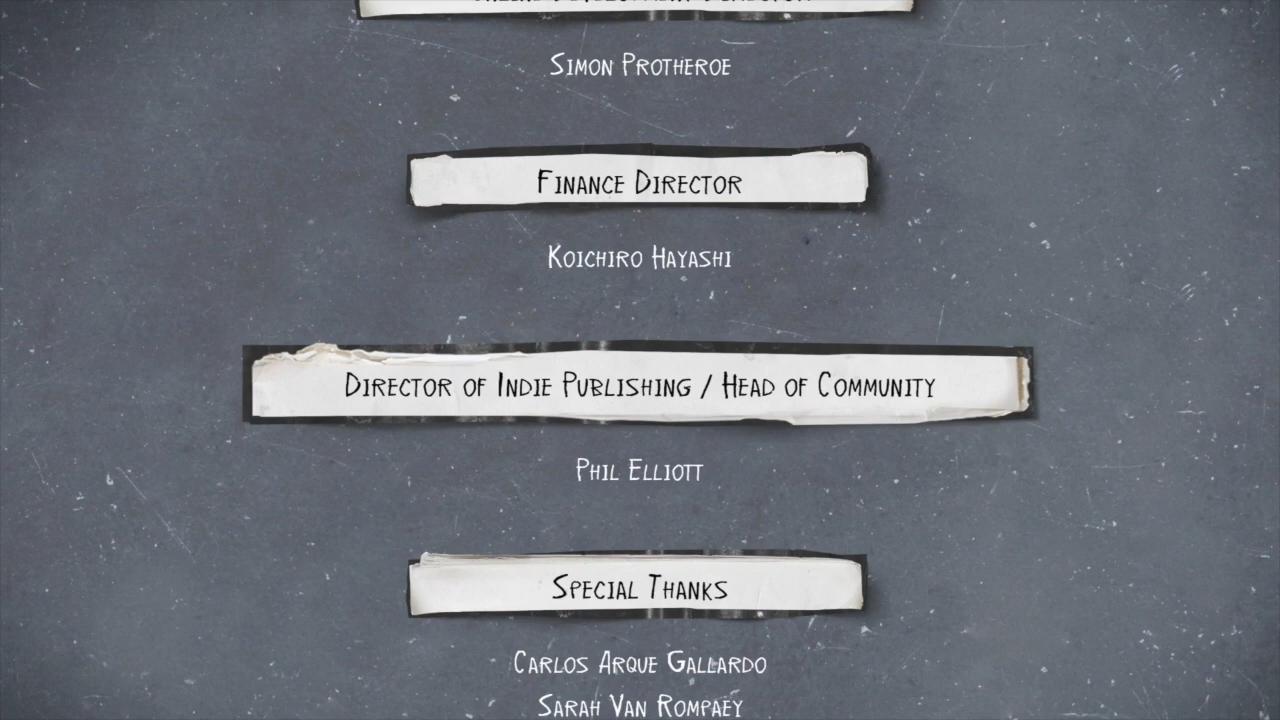 Simon Protheroe
Finance Director
Koichiro Hayashi
Director of Indie Publishing / Head of Community
Phil Elliott
Special Thanks
Carlos Arque Gallardo
Sarah Van Rompaey